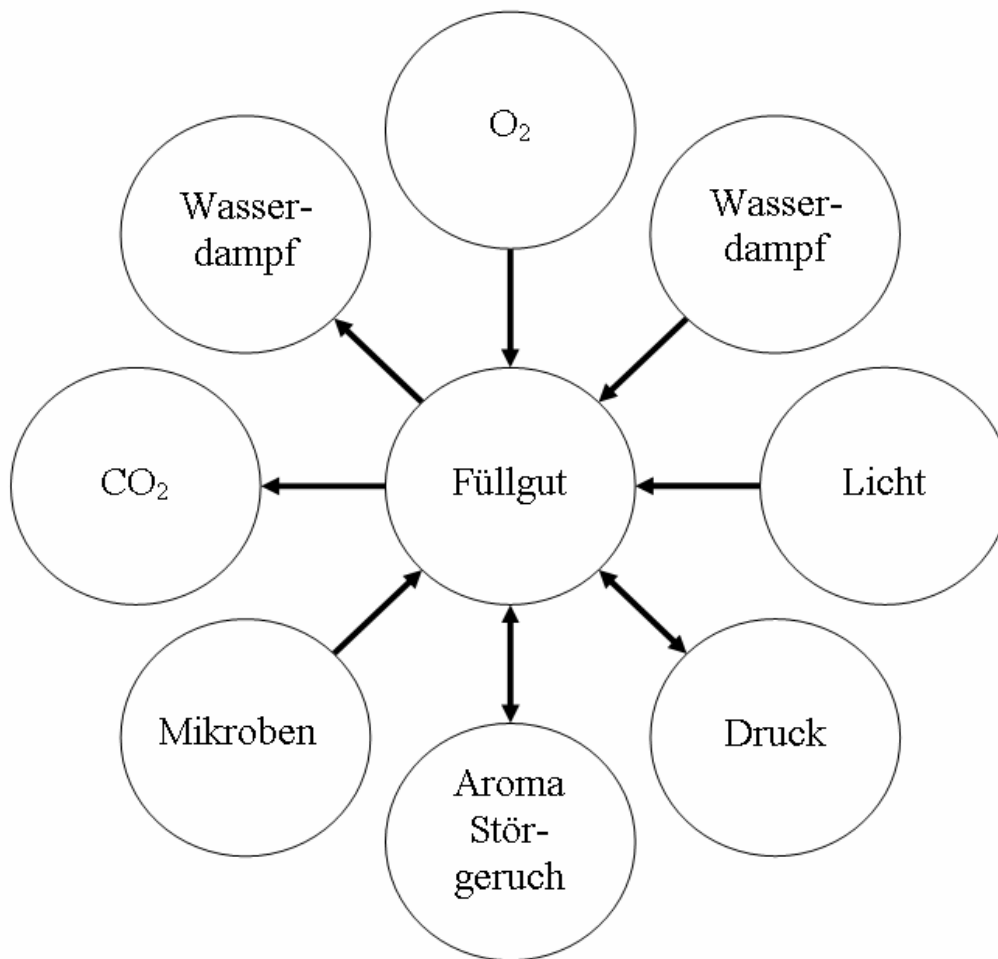 O₂
Wasser-
dampf
Wasser-
dampf
CO₂
Füllgut
Licht
Mikroben
Druck
Aroma
Stör-
geruch